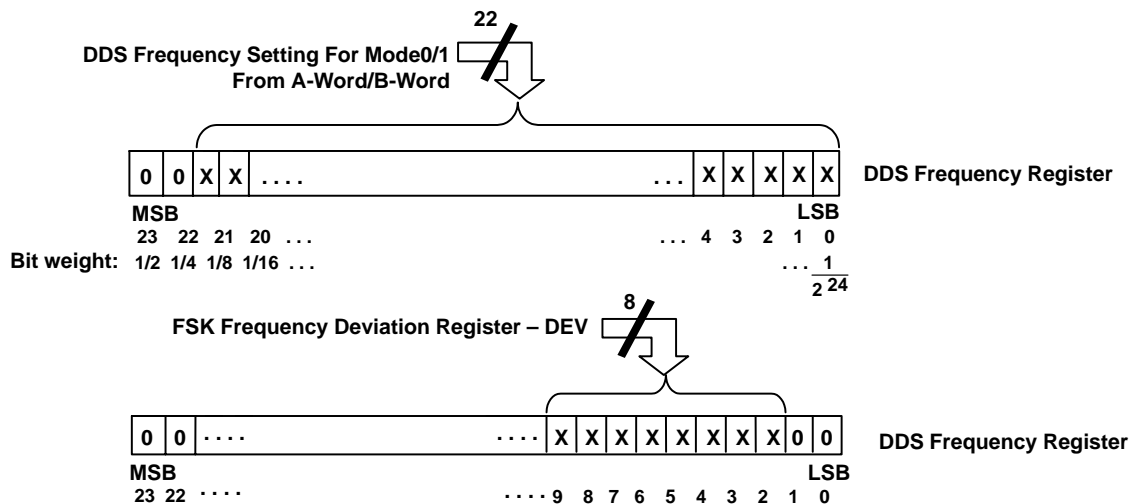 22
DDS Frequency Setting For Mode0/1
From A-Word/B-Word
0 0 X X . . . . . . . X X X X X DDS Frequency Register
MSB LSB
23 22 21 20 . . . . . . 4 3 2 1 0
Bit weight: 1/2 1/4 1/8 1/16 . . . . . . 1
2 24
8
FSK Frequency Deviation Register – DEV
0 0 . . . . . . . . X X X X X X X X 0 0 DDS Frequency Register
MSB LSB
23 22 . . . . . . . . 9 8 7 6 5 4 3 2 1 0